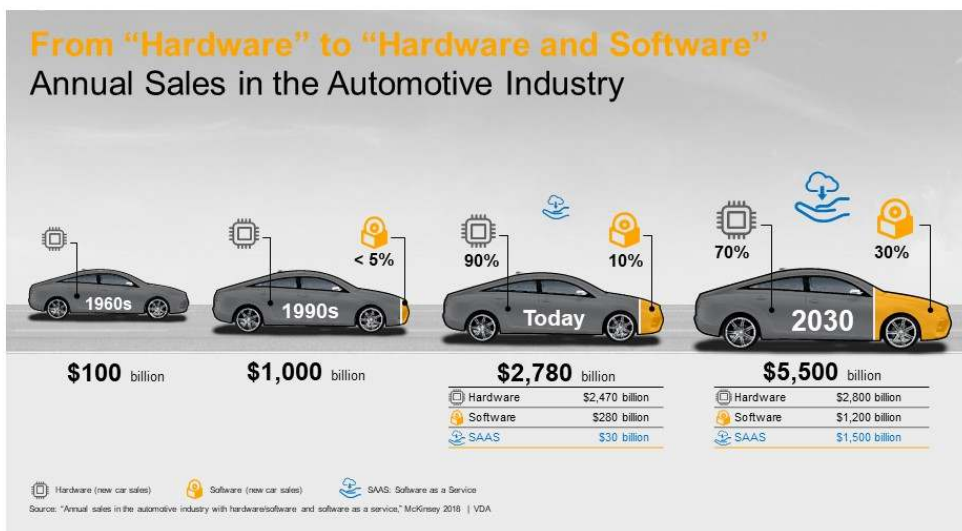 From “Hardware” to “Hardware and Software”
Annual Sales in the Automotive Industry
< 5%
90%
10%
70%
30%
1960s
1990s
Today
2030
$100 billion
$1,000 billion
$2,780 billion
$5,500 billion
Hardware $2,470 billion
Software $280 billion
SAAS $30 billion
Hardware $2,800 billion
Software $1,200 billion
SAAS $1,500 billion
Hardware (new car sales)
Software (new car sales)
SAAS: Software as a Service
Source: “Annual sales in the automotive industry with hardware/software and software as a service,” McKinsey 2018 | VDA